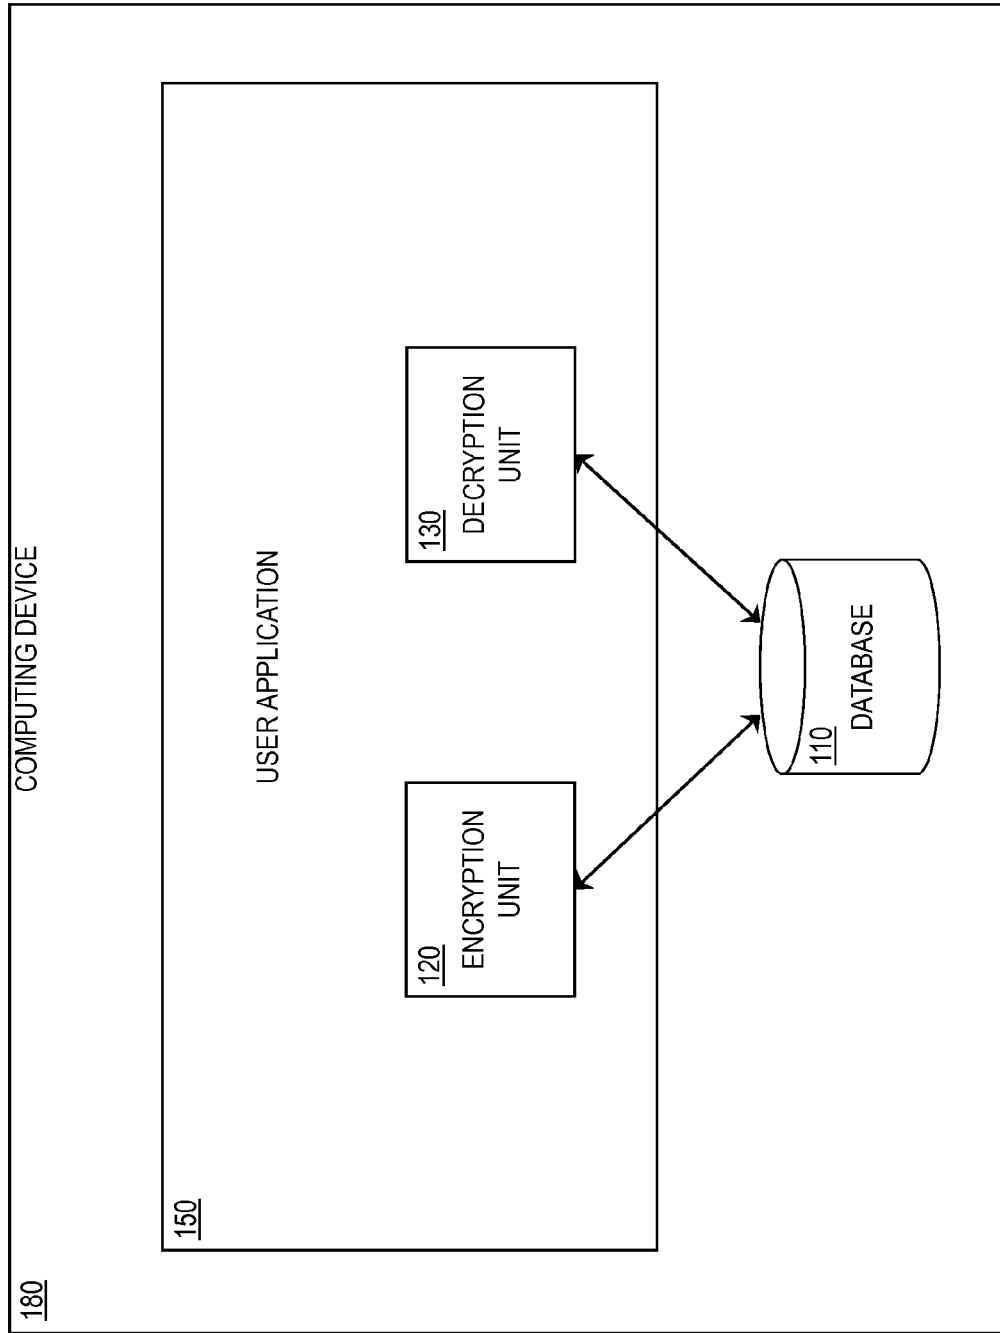 180
COMPUTING DEVICE
150
USER APPLICATION
120
ENCRYPTION
UNIT
130
DECRYPTION
UNIT
110
DATABASE